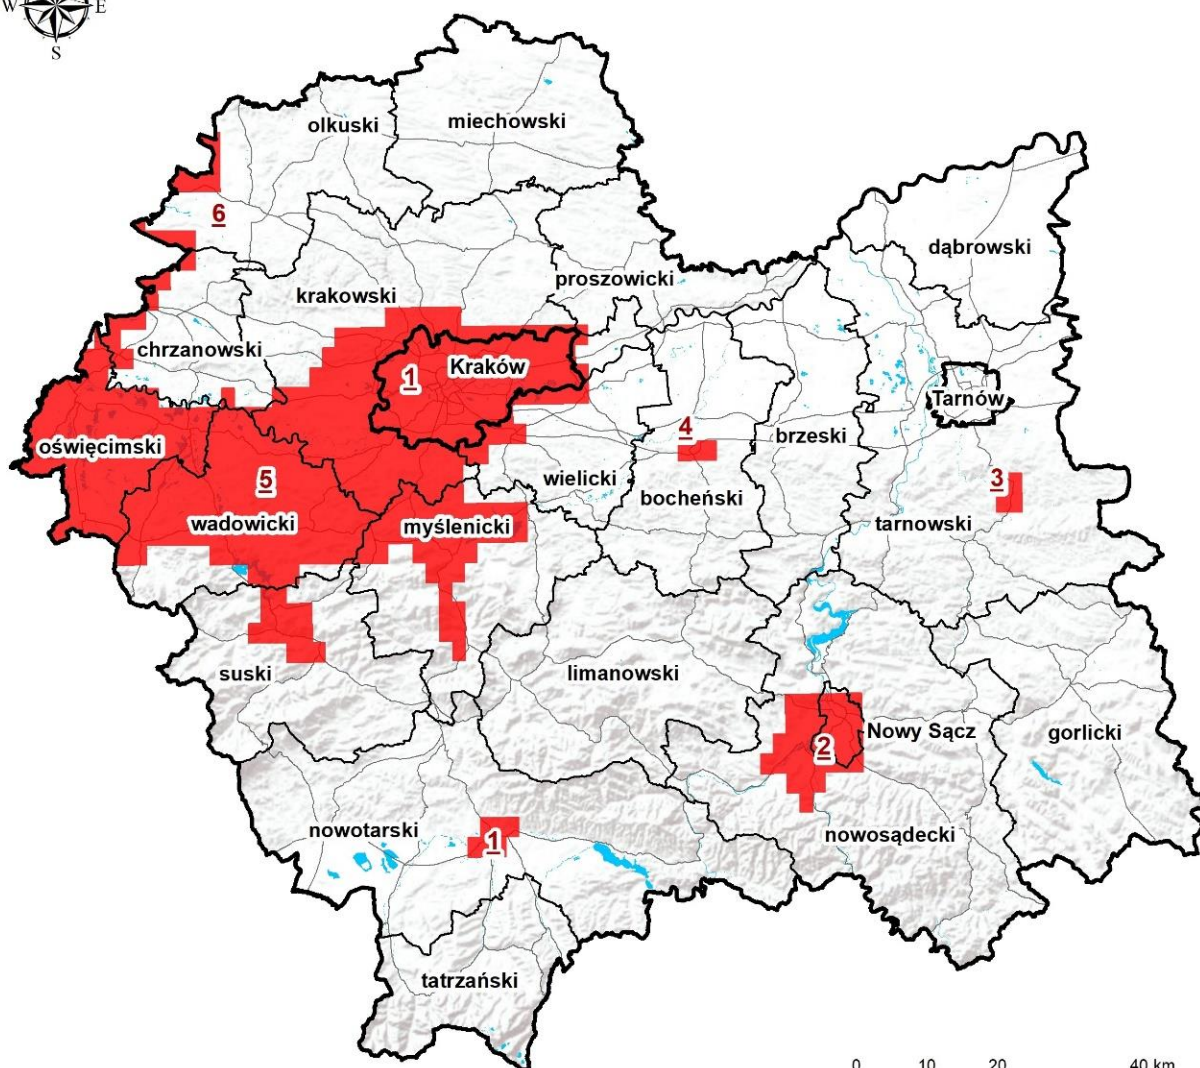 W E
S
olkuski
miechowski
6
dąbrowski
proszowicki
krakowski
chrzanowski
Kraków
1
Tarnów
4
brzeski
oświęcimski
5
wielicki
3
bocheński
wadowicki
myślenicki
tarnowski
suski
limanowski
Nowy Sącz
gorlicki
2
nowotarski
1
nowosądecki
tatrzański
0 10 20 40 km